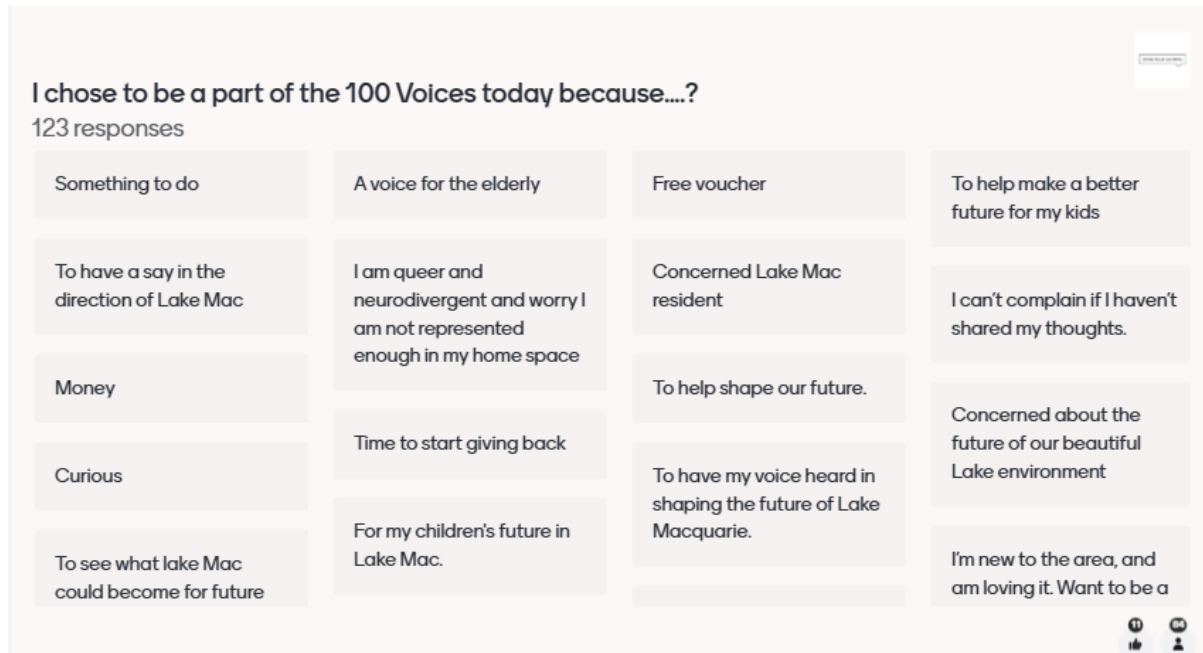 I chose to be a part of the 100 Voices today because....?
123 responses
Something to do
To have a say in the
direction of Lake Mac
Money
Curious
To see what lake Mac
could become for future
A voice for the elderly
I am queer and
neurodivergent and worry I
am not represented
enough in my home space
Time to start giving back
For my children's future in
Lake Mac.
Free voucher
Concerned Lake Mac
resident
To help shape our future.
To have my voice heard in
shaping the future of Lake
Macquarie.
To help make a better
future for my kids
I can't complain if I haven't
shared my thoughts.
Concerned about the
future of our beautiful
Lake environment
I'm new to the area, and
am loving it. Want to be a